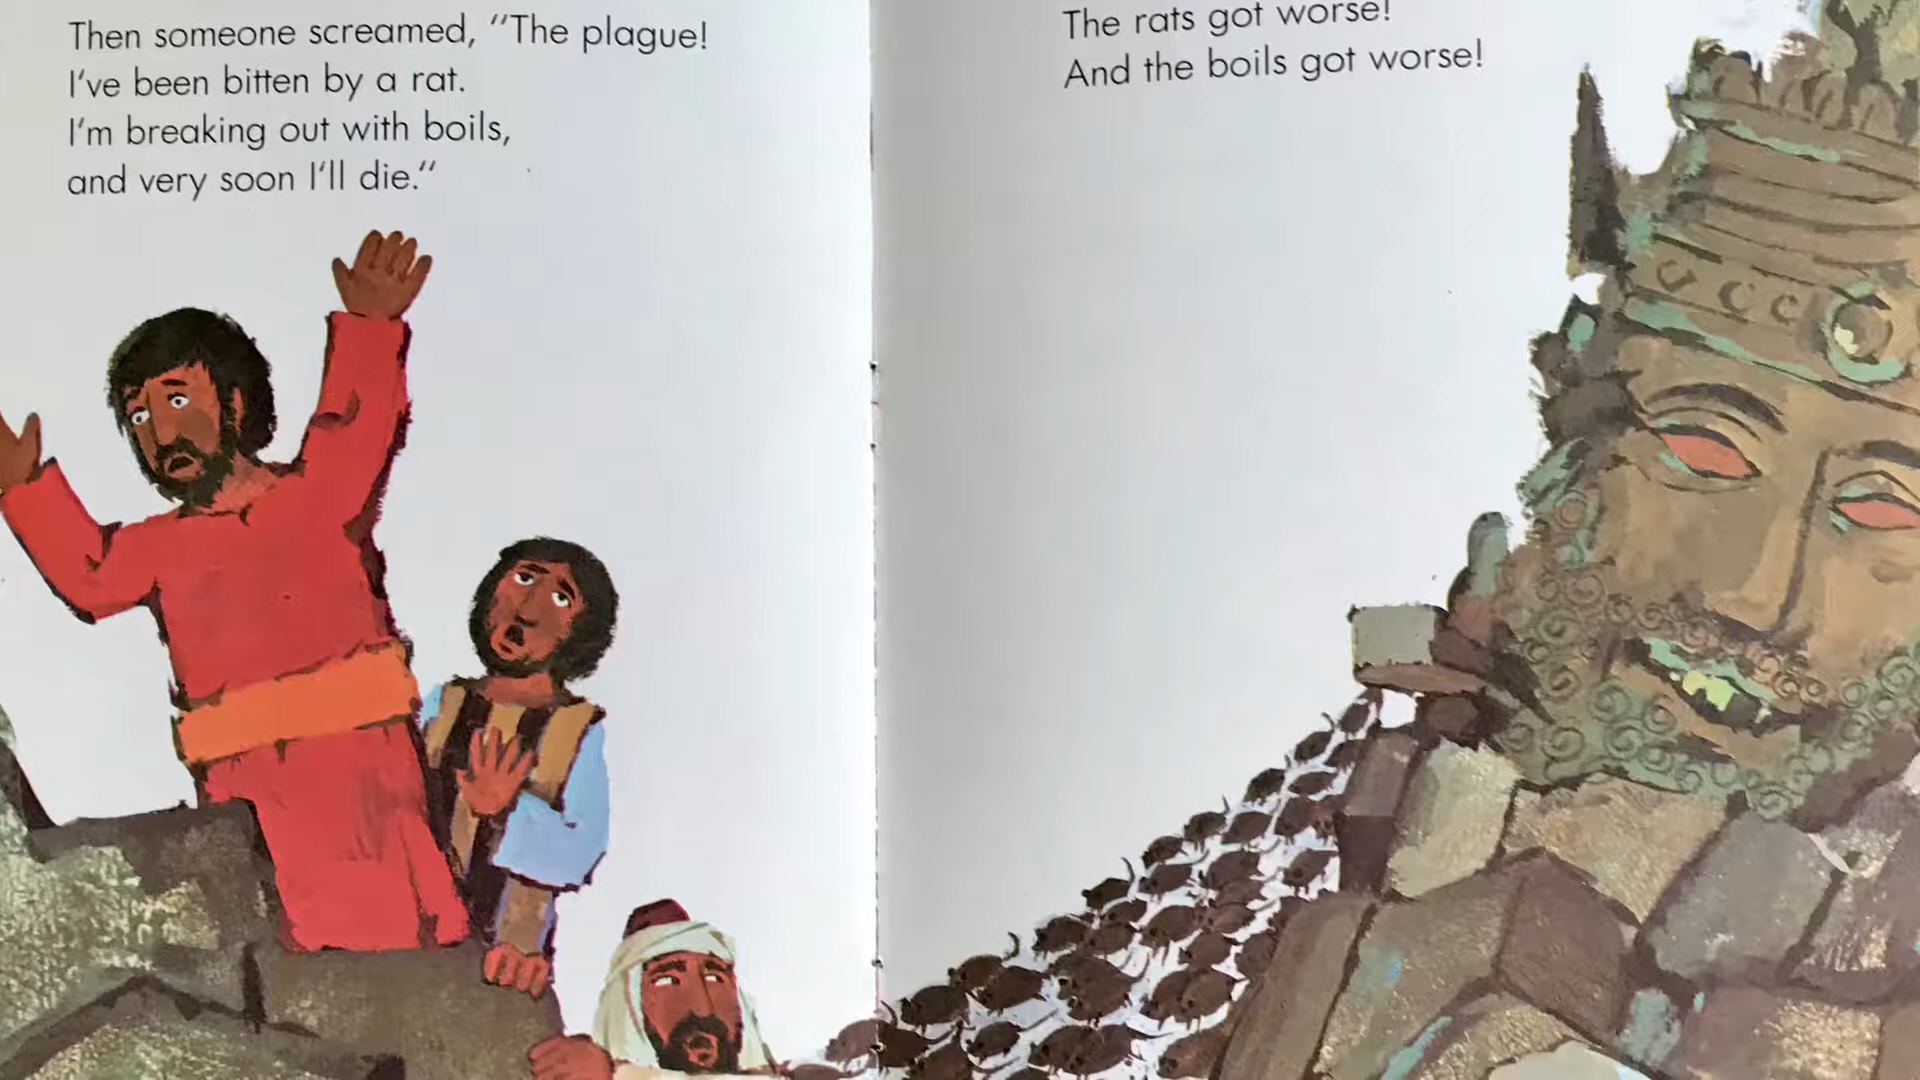 Then someone screamed, "The plague!
I've been bitten by a rat.
I'm breaking out with boils,
and very soon I'll die."
The rats got worse!
And the boils got worse!